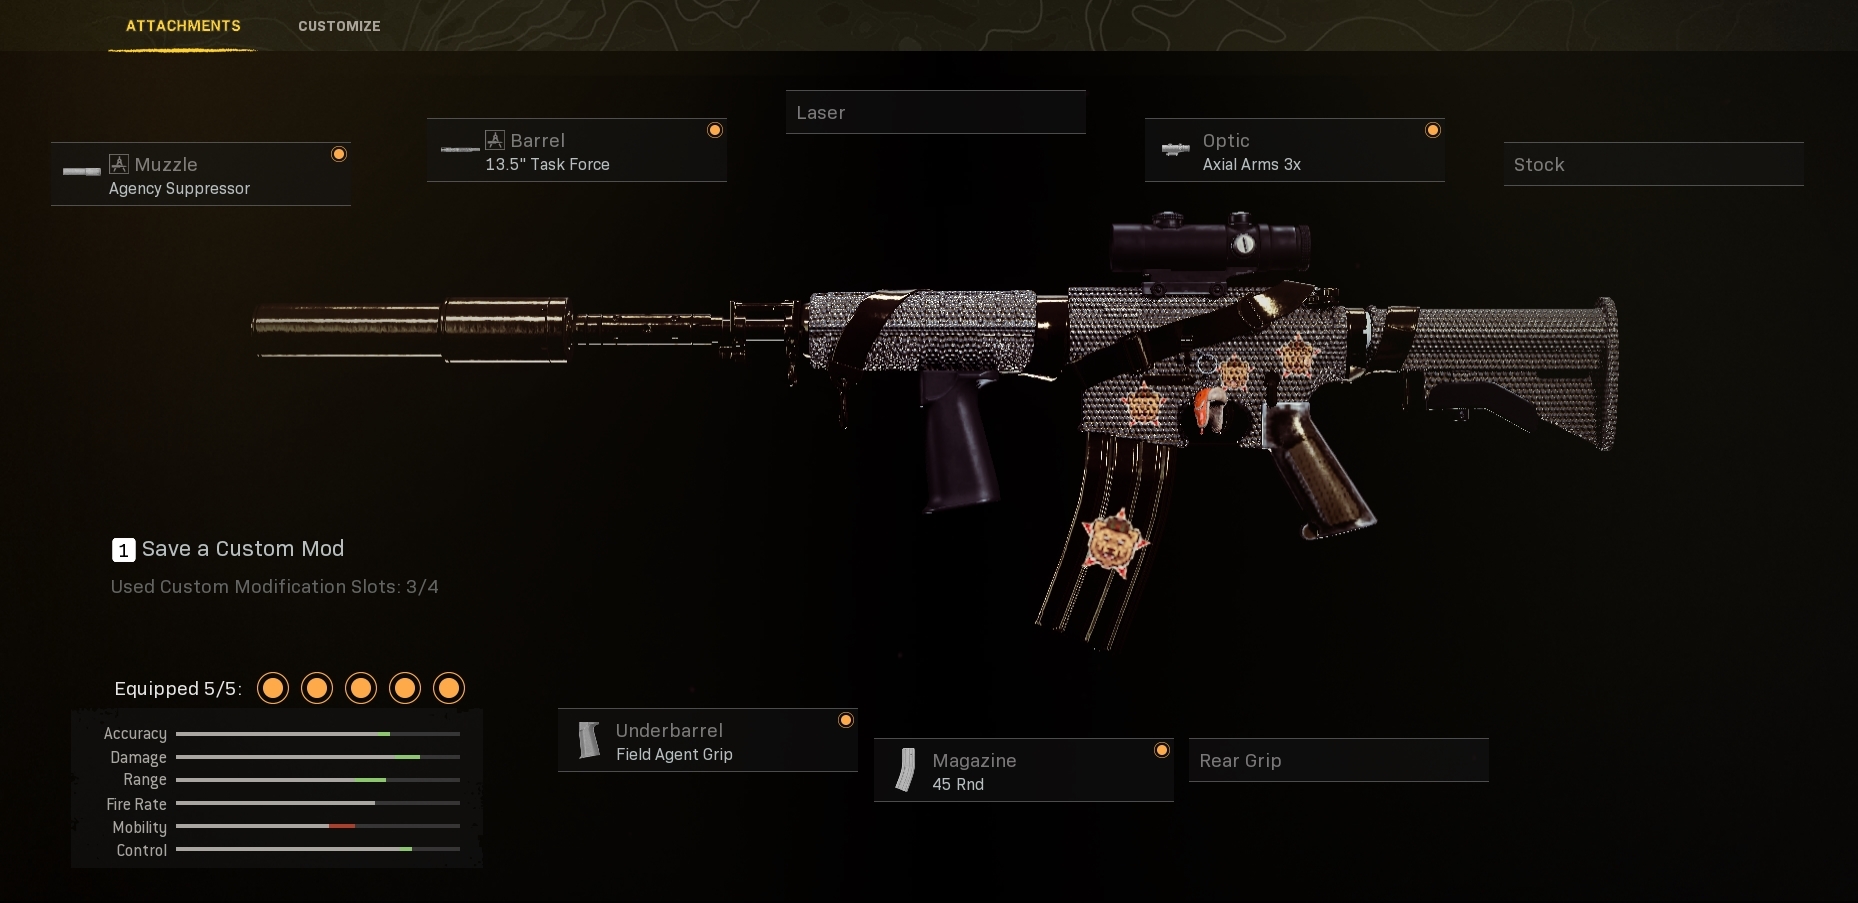 ATTACHMENTS
CUSTOMIZE
Laser
Barrel
13.5" Task Force
Optic
Axial Arms 3x
Muzzle
Agency Suppressor
Stock
1 Save a Custom Mod
Used Custom Modification Slots: 3/4
Equipped 5/5:
Accuracy
Damage
Range
Fire Rate
Mobility
Control
Underbarrel
Field Agent Grip
Magazine
45 Rnd
Rear Grip